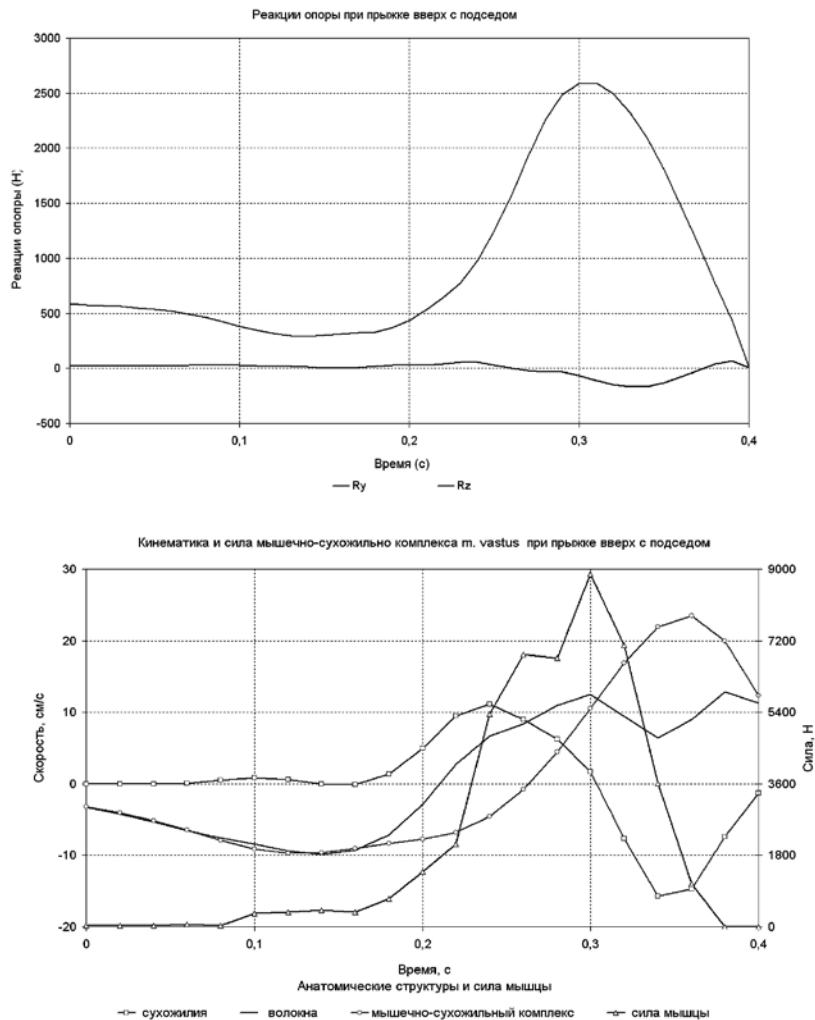 Реакции опоры при прыжке вверх с подседом
Реакции опопры (Н;
3000
2500
2000
1500
1000
500
0
-500
0 0,1 0,2 0,3 0,4
Время (с)
Ry Rz
Кинематика и сила мышечно-сухожильно комплекса m. vastus при прыжке вверх с подседом
Скорость, см/с
30
20
10
0
-10
-20
9000
7200
5400
3600
1800
0
Сила, Н
0 0,1 0,2 0,3 0,4
Время, с
Анатомические структуры и сила мышцы
сухожилия волокна мышечно-сухожильный комплекс сила мышцы